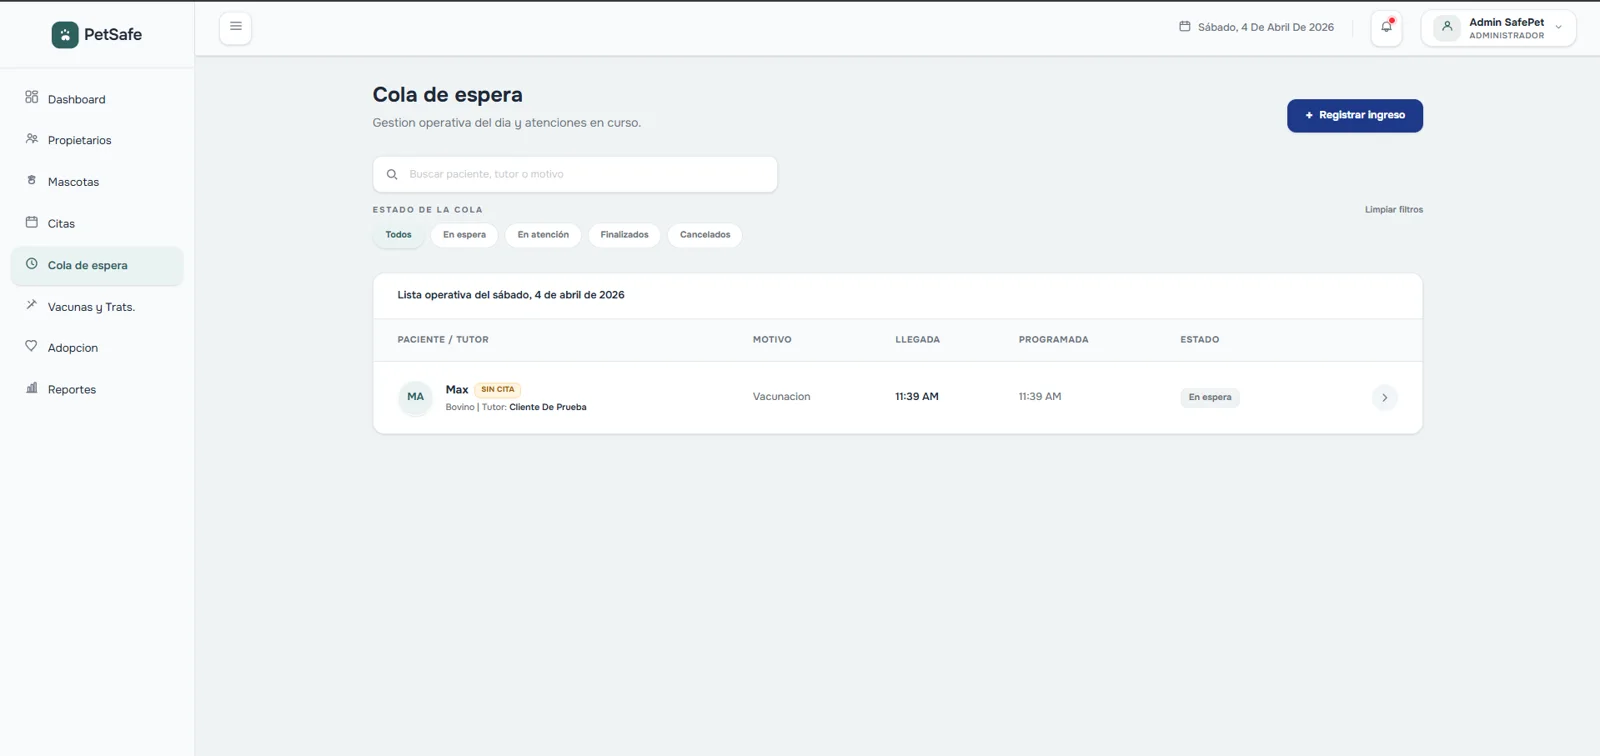 PetSafe
Sábado, 4 De Abril De 2026
Admin SafePet
ADMINISTRADOR
Dashboard
Propietarios
Mascotas
Citas
Cola de espera
Vacunas y Trats.
Adopcion
Reportes
Cola de espera
Gestion operativa del dia y atenciones en curso.
+ Registrar ingreso
Buscar paciente, tutor o motivo
ESTADO DE LA COLA
Limpiar filtros
Todos En espera En atención Finalizados Cancelados
Lista operativa del sábado, 4 de abril de 2026
PACIENTE / TUTOR MOTIVO LLEGADA PROGRAMADA ESTADO
MA Max SIN CITA Vacunacion 11:39 AM 11:39 AM En espera
Bovino | Tutor: Cliente De Prueba